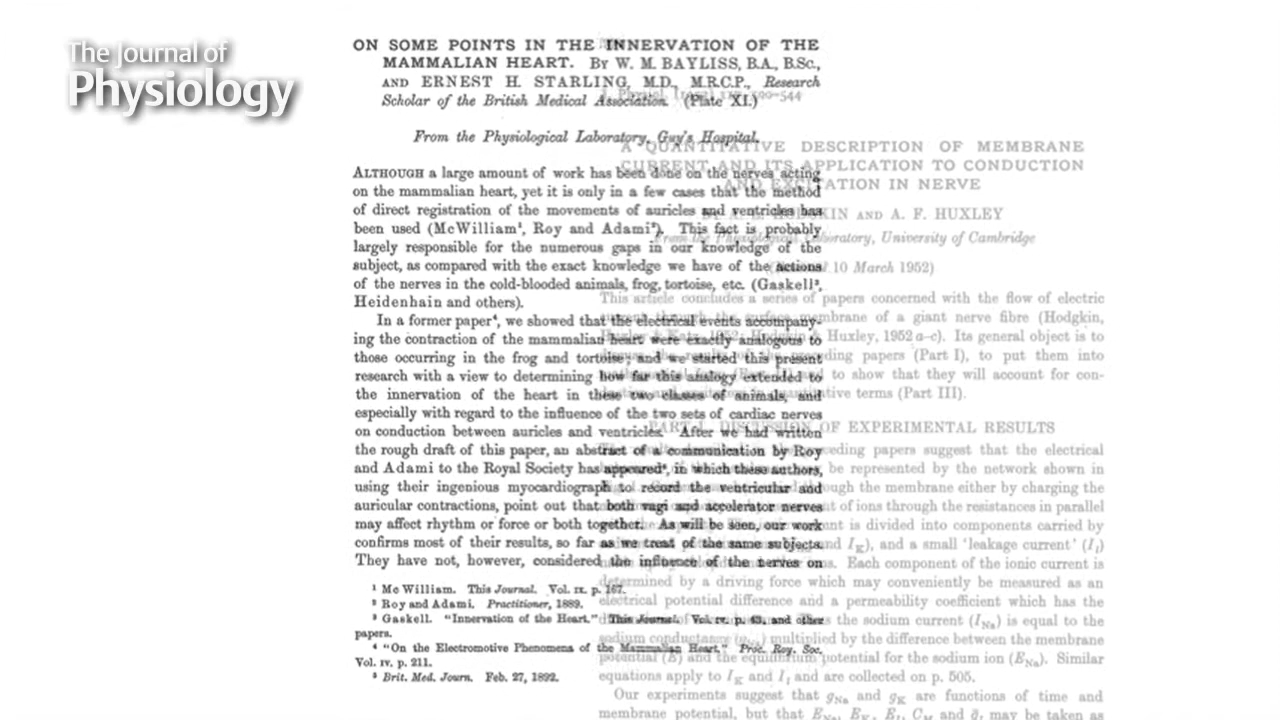 The Journal of
Physiology
ON SOME POINTS IN THE INNERVATION OF THE
MAMMALIAN HEART. By W. M. BAYLISS, B.A., B.Sc.,
AND ERNEST H. STARLING, M.D., M.R.C.P., Research
Scholar of the British Medical Association. (Plate XI.)
From the Physiological Laboratory, Guy's Hospital.
ALTHOUGH a large amount of work has been done on the nerves acting
on the mammalian heart, yet it is only in a few cases that the method
of direct registration of the movements of auricles and ventricles has
been used (McWilliam¹, Roy and Adami²). This fact is probably
largely responsible for the numerous gaps in our knowledge of the
subject, as compared with the exact knowledge we have of the actions
of the nerves in the cold-blooded animals, frog, tortoise, etc. (Gaskell³,
Heidenhain and others).
In a former paper⁴, we showed that the electrical events accompany-
ing the contraction of the mammalian heart were exactly analogous to
those occurring in the frog and tortoise; and we started this present
research with a view to determining how far this analogy extended to
the innervation of the heart in these two classes of animals, and
especially with regard to the influence of the two sets of cardiac nerves
on conduction between auricles and ventricles. After we had written
the rough draft of this paper, an abstract of a communication by Roy
and Adami to the Royal Society has appeared⁵, in which these authors,
using their ingenious myocardiograph to record the ventricular and
auricular contractions, point out that both vagi and accelerator nerves
may affect rhythm or force or both together. As will be seen, our work
confirms most of their results, so far as we treat of the same subjects.
They have not, however, considered the influence of the nerves on
¹ McWilliam. This Journal. Vol. IX. p. 167.
² Roy and Adami. Practitioner, 1889.
³ Gaskell. "Innervation of the Heart." This Journal. Vol. IV. p. 43, and other
papers.
⁴ "On the Electromotive Phenomena of the Mammalian Heart." Proc. Roy. Soc.
Vol. IV. p. 211.
⁵ Brit. Med. Journ. Feb. 27, 1892.
A QUANTITATIVE DESCRIPTION OF MEMBRANE
CURRENT AND ITS APPLICATION TO CONDUCTION
AND EXCITATION IN NERVE
AND A. F. HUXLEY
From the Physiological Laboratory, University of Cambridge
10 March 1952)
This article concludes a series of papers concerned with the flow of electric
current through the surface membrane of a giant nerve fibre (Hodgkin,
Huxley, 1952 a–c). Its general object is to
preceding papers (Part I), to put them into
to show that they will account for con-
quantitative terms (Part III).
PART I. DISCUSSION OF EXPERIMENTAL RESULTS
preceding papers suggest that the electrical
be represented by the network shown in
through the membrane either by charging the
of ions through the resistances in parallel
is divided into components carried by
and I_K), and a small 'leakage current' (I_l)
Each component of the ionic current is
determined by a driving force which may conveniently be measured as an
electrical potential difference and a permeability coefficient which has the
the sodium current (I_Na) is equal to the
sodium conductance (g_Na) multiplied by the difference between the membrane
potential (E) and the equilibrium potential for the sodium ion (E_Na). Similar
equations apply to I_K and I_l and are collected on p. 505.
Our experiments suggest that g_Na and g_K are functions of time and
membrane potential, but that E_Na, E_K, E_l, C_M and ḡ_l may be taken as